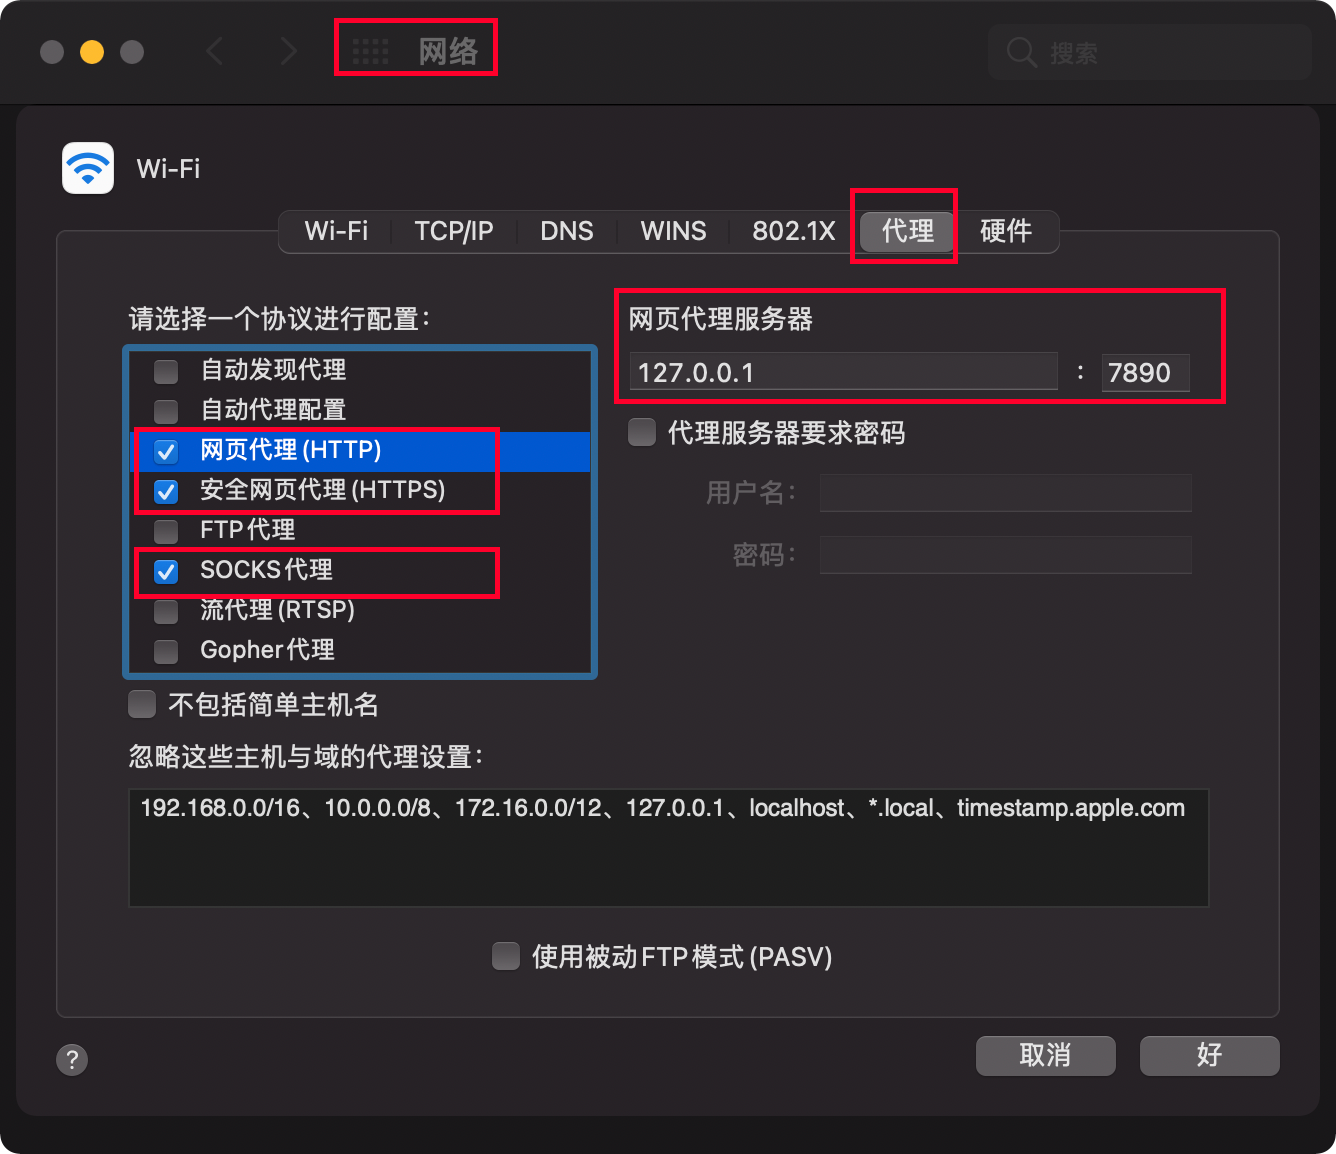 网络
搜索
Wi-Fi
Wi-Fi TCP/IP DNS WINS 802.1X 代理 硬件
请选择一个协议进行配置：
自动发现代理
自动代理配置
网页代理(HTTP)
安全网页代理(HTTPS)
FTP代理
SOCKS代理
流代理(RTSP)
Gopher代理
网页代理服务器
127.0.0.1 : 7890
代理服务器要求密码
用户名：
密码：
不包括简单主机名
忽略这些主机与域的代理设置：
192.168.0.0/16、10.0.0.0/8、172.16.0.0/12、127.0.0.1、localhost、*.local、timestamp.apple.com
使用被动FTP模式(PASV)
?
取消
好